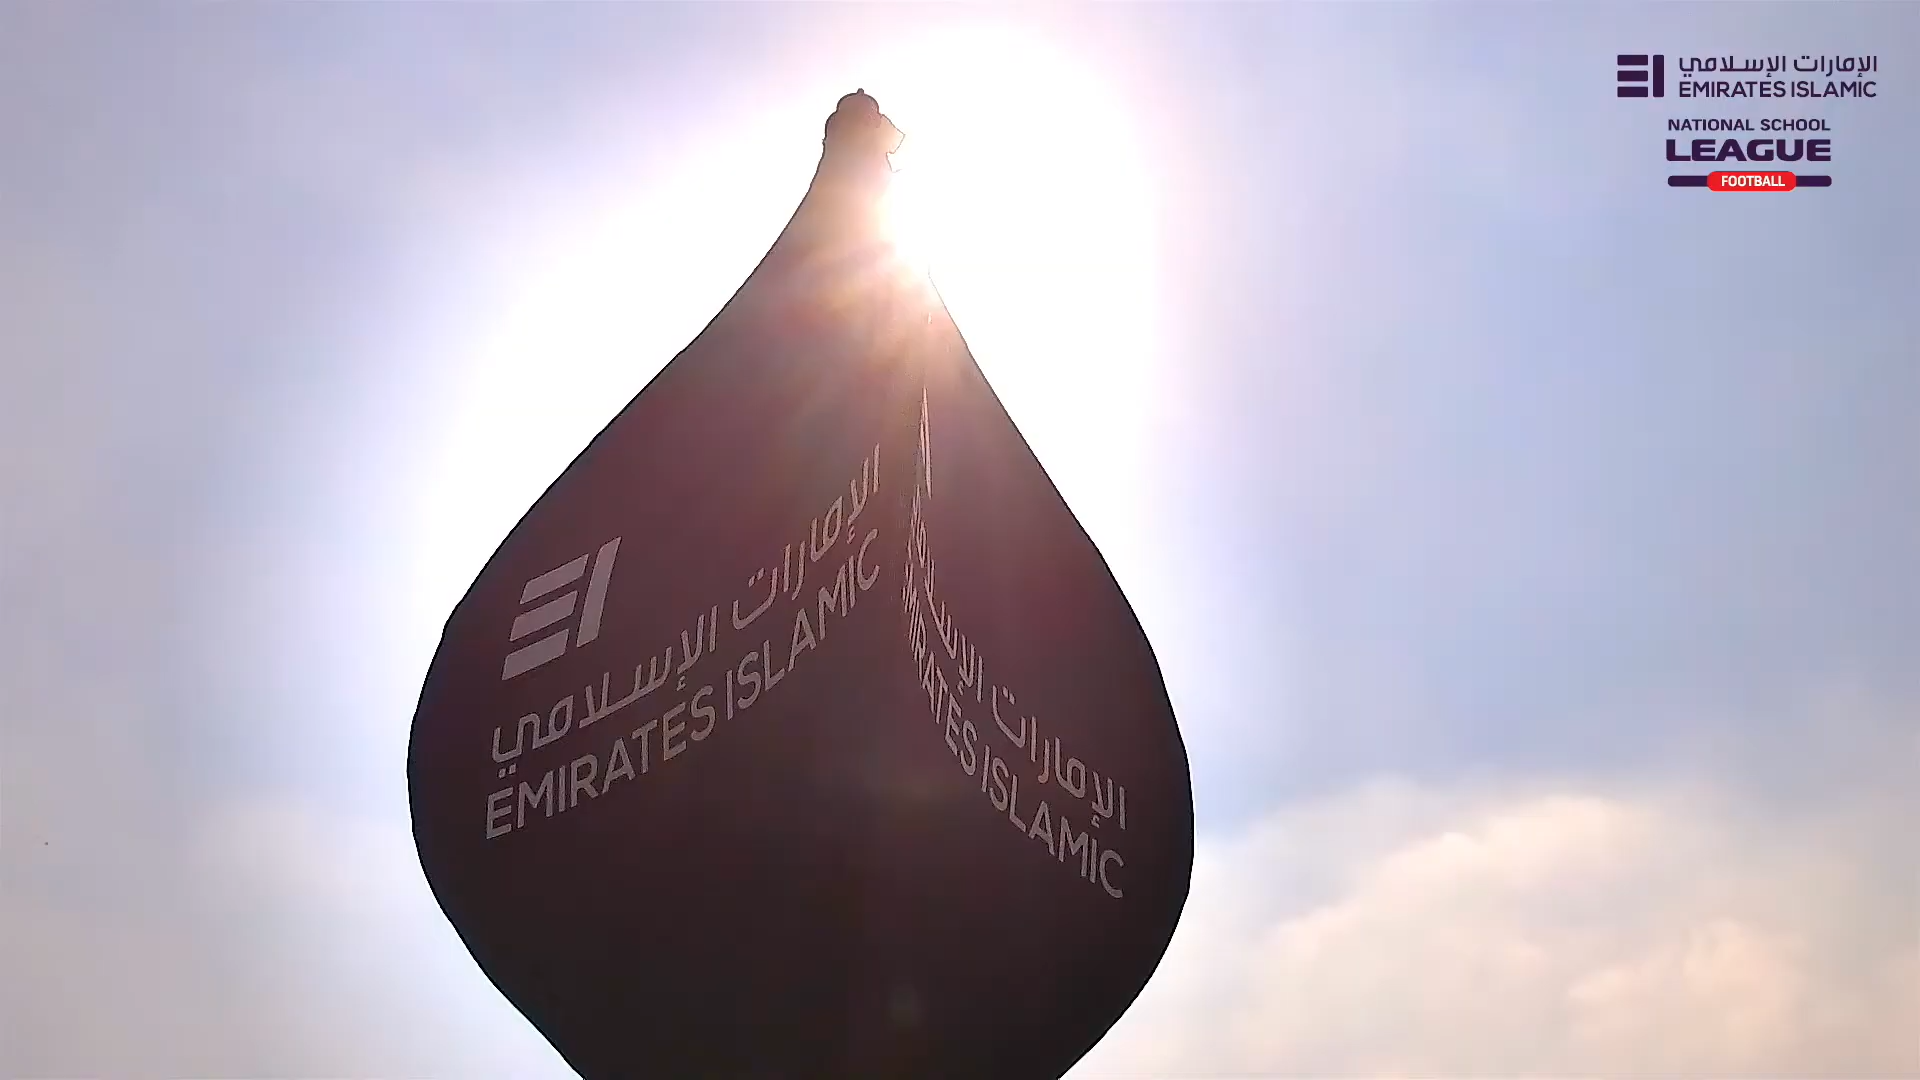 الإمارات الإسلامي
EMIRATES ISLAMIC
NATIONAL SCHOOL
LEAGUE
FOOTBALL
الإمارات الإسلامي
EMIRATES ISLAMIC
الإمارات الإسلامي
EMIRATES ISLAMIC